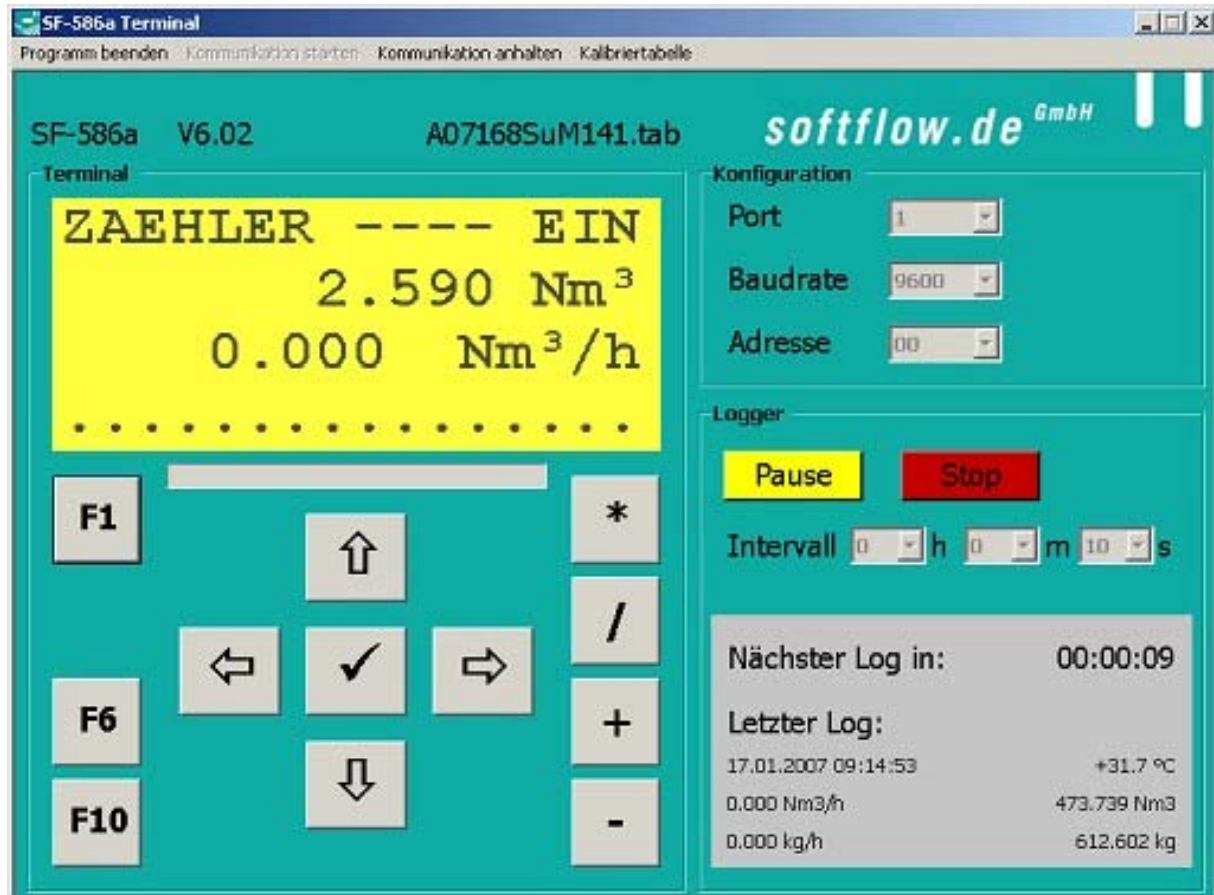 SF-586a Terminal
Programm beenden Kommunikation starten Kommunikation anhalten Kalibriertabelle
SF-586a V6.02 A07168SuM141.tab
softflow.de GmbH
Terminal
ZAEHLER ---- EIN
2.590 Nm³
0.000 Nm³/h
................
F1
F6
F10
*
/
+
-
Konfiguration
Port 1
Baudrate 9600
Adresse 00
Logger
Pause Stop
Intervall 0 h 0 m 10 s
Nächster Log in: 00:00:09
Letzter Log:
17.01.2007 09:14:53 +31.7 ºC
0.000 Nm3/h 473.739 Nm3
0.000 kg/h 612.602 kg